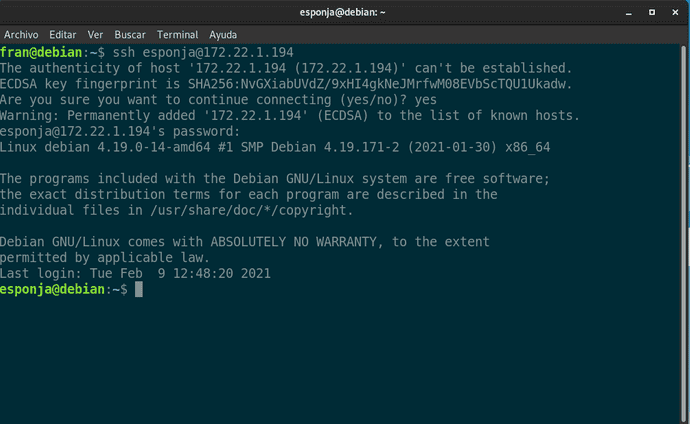 esponja@debian: ~
Archivo Editar Ver Buscar Terminal Ayuda
fran@debian:~$ ssh esponja@172.22.1.194
The authenticity of host '172.22.1.194 (172.22.1.194)' can't be established.
ECDSA key fingerprint is SHA256:NvGXiabUVdZ/9xHI4gkNeJMrfwM08EVbScTQU1Ukadw.
Are you sure you want to continue connecting (yes/no)? yes
Warning: Permanently added '172.22.1.194' (ECDSA) to the list of known hosts.
esponja@172.22.1.194's password:
Linux debian 4.19.0-14-amd64 #1 SMP Debian 4.19.171-2 (2021-01-30) x86_64
The programs included with the Debian GNU/Linux system are free software;
the exact distribution terms for each program are described in the
individual files in /usr/share/doc/*/copyright.
Debian GNU/Linux comes with ABSOLUTELY NO WARRANTY, to the extent
permitted by applicable law.
Last login: Tue Feb  9 12:48:20 2021
esponja@debian:~$